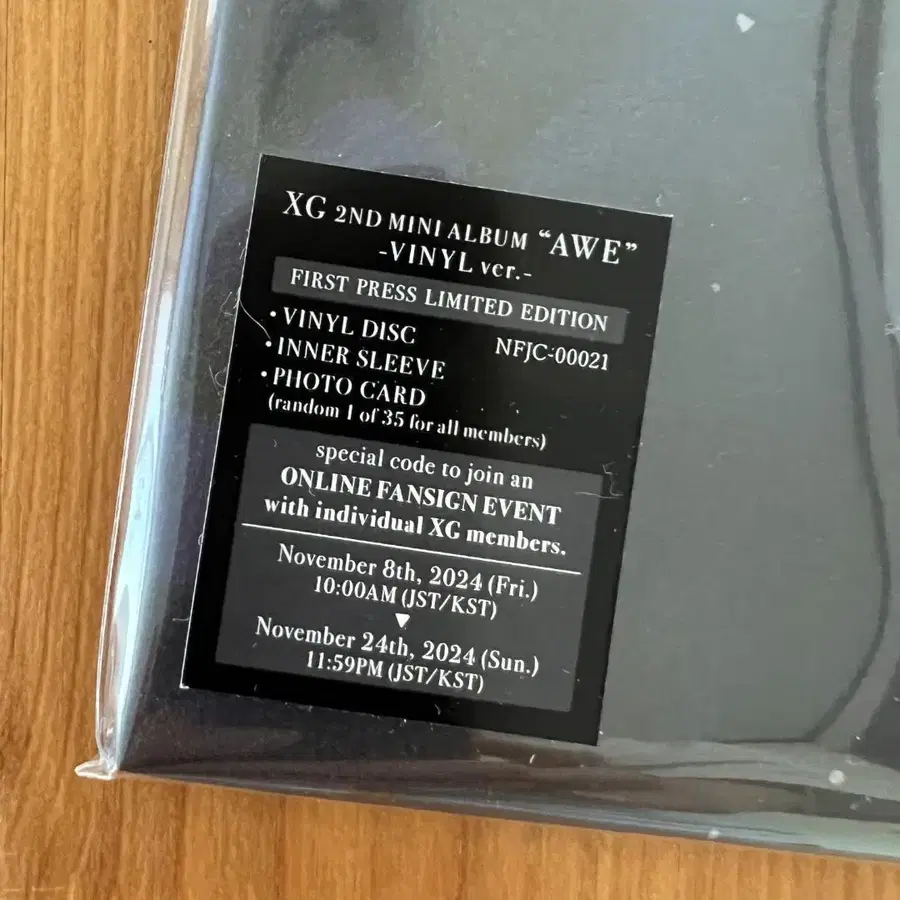 XG 2ND MINI ALBUM “AWE”
-VINYL ver.-
FIRST PRESS LIMITED EDITION
• VINYL DISC
NFJC-00021
• INNER SLEEVE
• PHOTO CARD
(random 1 of 35 for all members)
special code to join an
ONLINE FANSIGN EVENT
with individual XG members.
November 8th, 2024 (Fri.)
10:00AM (JST/KST)
▼
November 24th, 2024 (Sun.)
11:59PM (JST/KST)